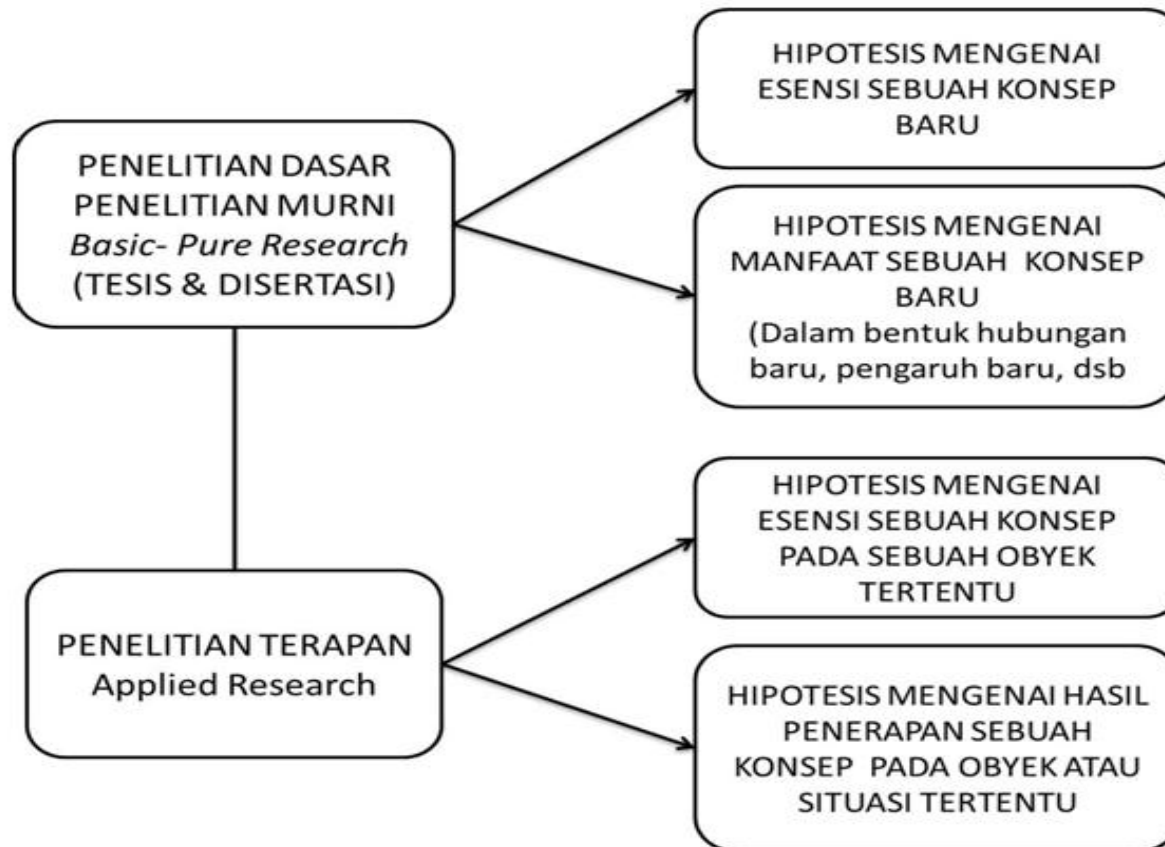 PENELITIAN DASAR
PENELITIAN MURNI
Basic- Pure Research
(TESIS & DISERTASI)
HIPOTESIS MENGENAI
ESENSI SEBUAH KONSEP
BARU
HIPOTESIS MENGENAI
MANFAAT SEBUAH KONSEP
BARU
(Dalam bentuk hubungan
baru, pengaruh baru, dsb
PENELITIAN TERAPAN
Applied Research
HIPOTESIS MENGENAI
ESENSI SEBUAH KONSEP
PADA SEBUAH OBYEK
TERTENTU
HIPOTESIS MENGENAI HASIL
PENERAPAN SEBUAH
KONSEP PADA OBYEK ATAU
SITUASI TERTENTU